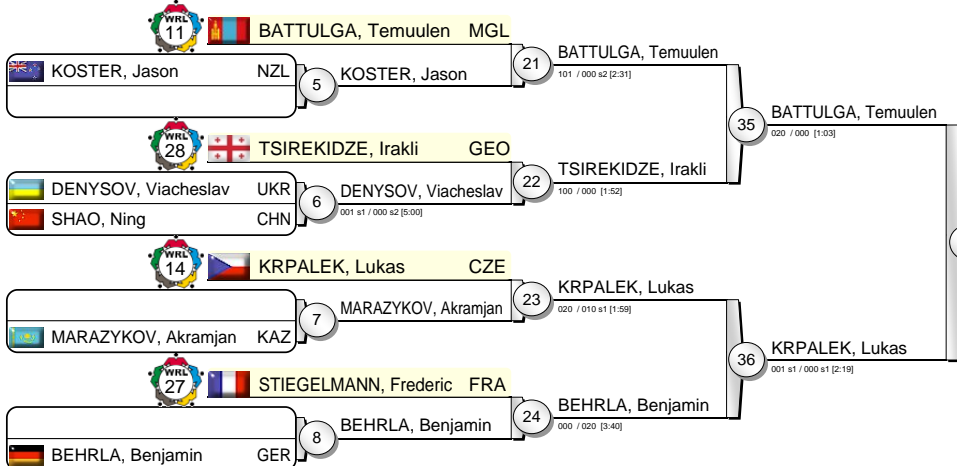 WRL
11
BATTULGA, Temuulen MGL
KOSTER, Jason NZL
5
KOSTER, Jason
21
BATTULGA, Temuulen
101 / 000 s2 [2:31]
WRL
28
TSIREKIDZE, Irakli GEO
DENYSOV, Viacheslav UKR
SHAO, Ning CHN
6
DENYSOV, Viacheslav
001 s1 / 000 s2 [5:00]
22
TSIREKIDZE, Irakli
100 / 000 [1:52]
35
BATTULGA, Temuulen
020 / 000 [1:03]
WRL
14
KRPALEK, Lukas CZE
MARAZYKOV, Akramjan KAZ
7
MARAZYKOV, Akramjan
23
KRPALEK, Lukas
020 / 010 s1 [1:59]
WRL
27
STIEGELMANN, Frederic FRA
BEHRLA, Benjamin GER
8
BEHRLA, Benjamin
24
BEHRLA, Benjamin
000 / 020 [3:40]
36
KRPALEK, Lukas
001 s1 / 000 s1 [2:19]